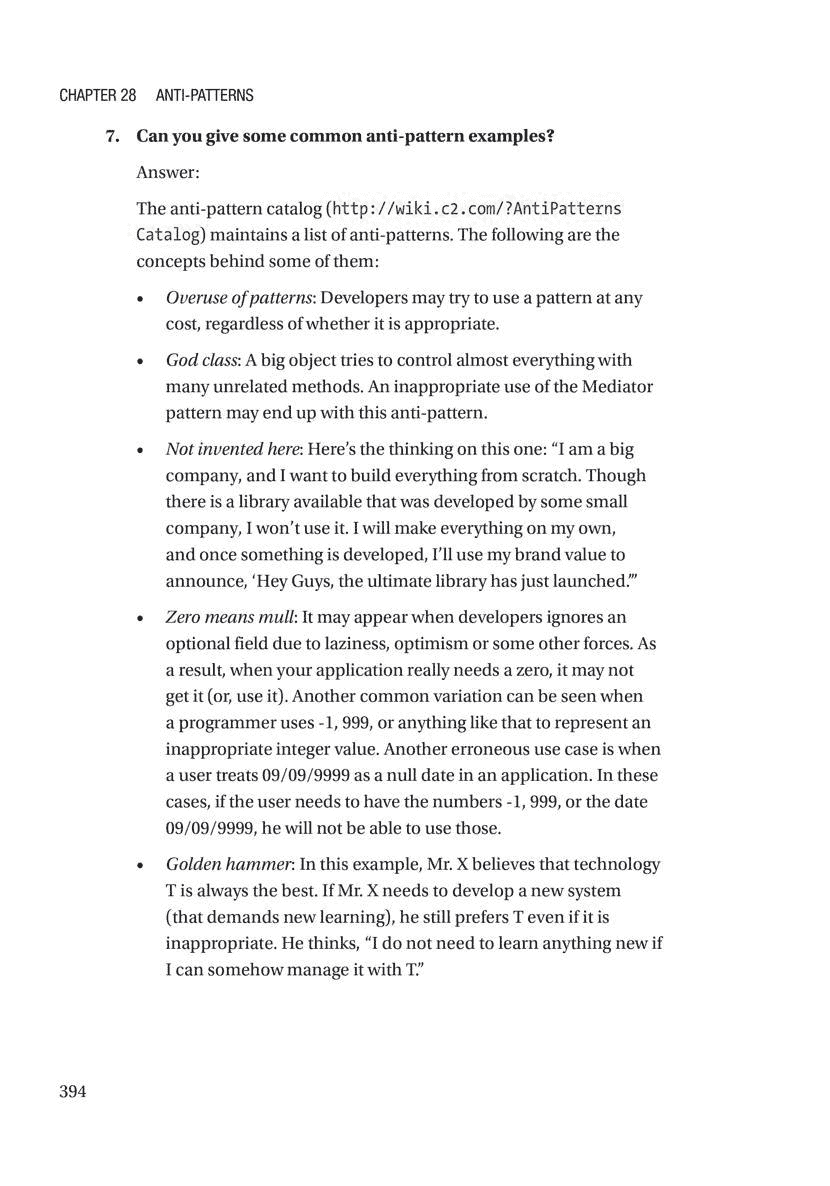 CHAPTER 28 ANTI-PATTERNS
7. Can you give some common anti-pattern examples?
Answer:
The anti-pattern catalog (http://wiki.c2.com/?AntiPatterns
Catalog) maintains a list of anti-patterns. The following are the
concepts behind some of them:
• Overuse of patterns: Developers may try to use a pattern at any
cost, regardless of whether it is appropriate.
• God class: A big object tries to control almost everything with
many unrelated methods. An inappropriate use of the Mediator
pattern may end up with this anti-pattern.
• Not invented here: Here’s the thinking on this one: “I am a big
company, and I want to build everything from scratch. Though
there is a library available that was developed by some small
company, I won’t use it. I will make everything on my own,
and once something is developed, I’ll use my brand value to
announce, ‘Hey Guys, the ultimate library has just launched.’”
• Zero means mull: It may appear when developers ignores an
optional field due to laziness, optimism or some other forces. As
a result, when your application really needs a zero, it may not
get it (or, use it). Another common variation can be seen when
a programmer uses -1, 999, or anything like that to represent an
inappropriate integer value. Another erroneous use case is when
a user treats 09/09/9999 as a null date in an application. In these
cases, if the user needs to have the numbers -1, 999, or the date
09/09/9999, he will not be able to use those.
• Golden hammer: In this example, Mr. X believes that technology
T is always the best. If Mr. X needs to develop a new system
(that demands new learning), he still prefers T even if it is
inappropriate. He thinks, “I do not need to learn anything new if
I can somehow manage it with T.”
394